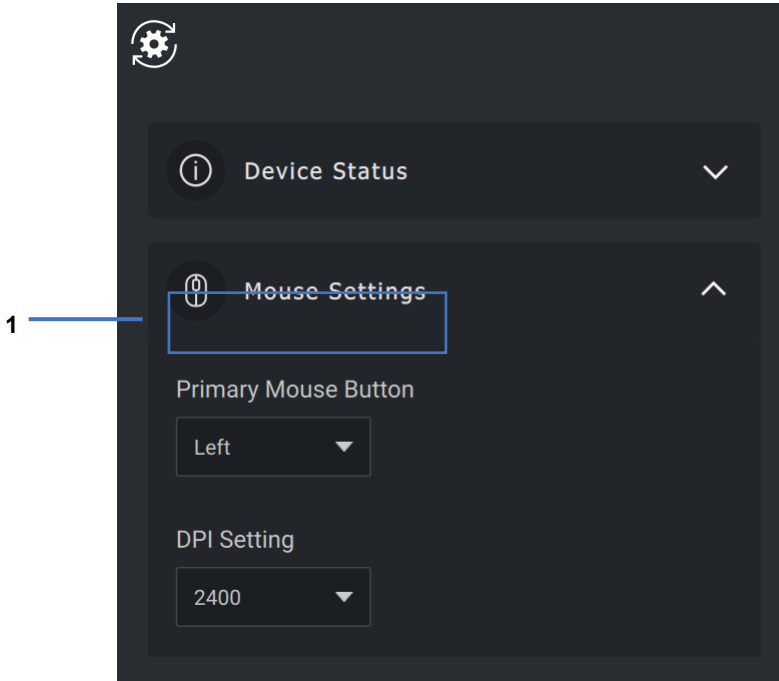 Device Status
Mouse Settings
1
Primary Mouse Button
Left
DPI Setting
2400